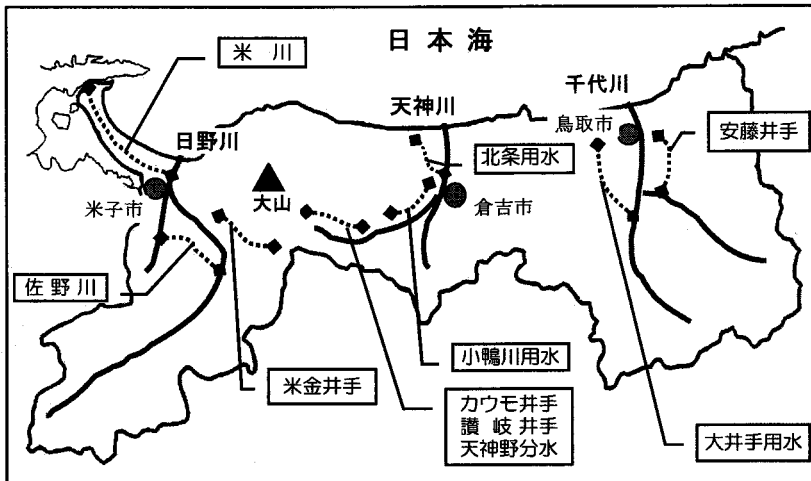 日本海
米川
天神川
千代川
日野川
鳥取市
安藤井手
北条用水
米子市
大山
倉吉市
佐野川
小鴨川用水
米金井手
カウモ井手
讃岐井手
天神野分水
大井手用水